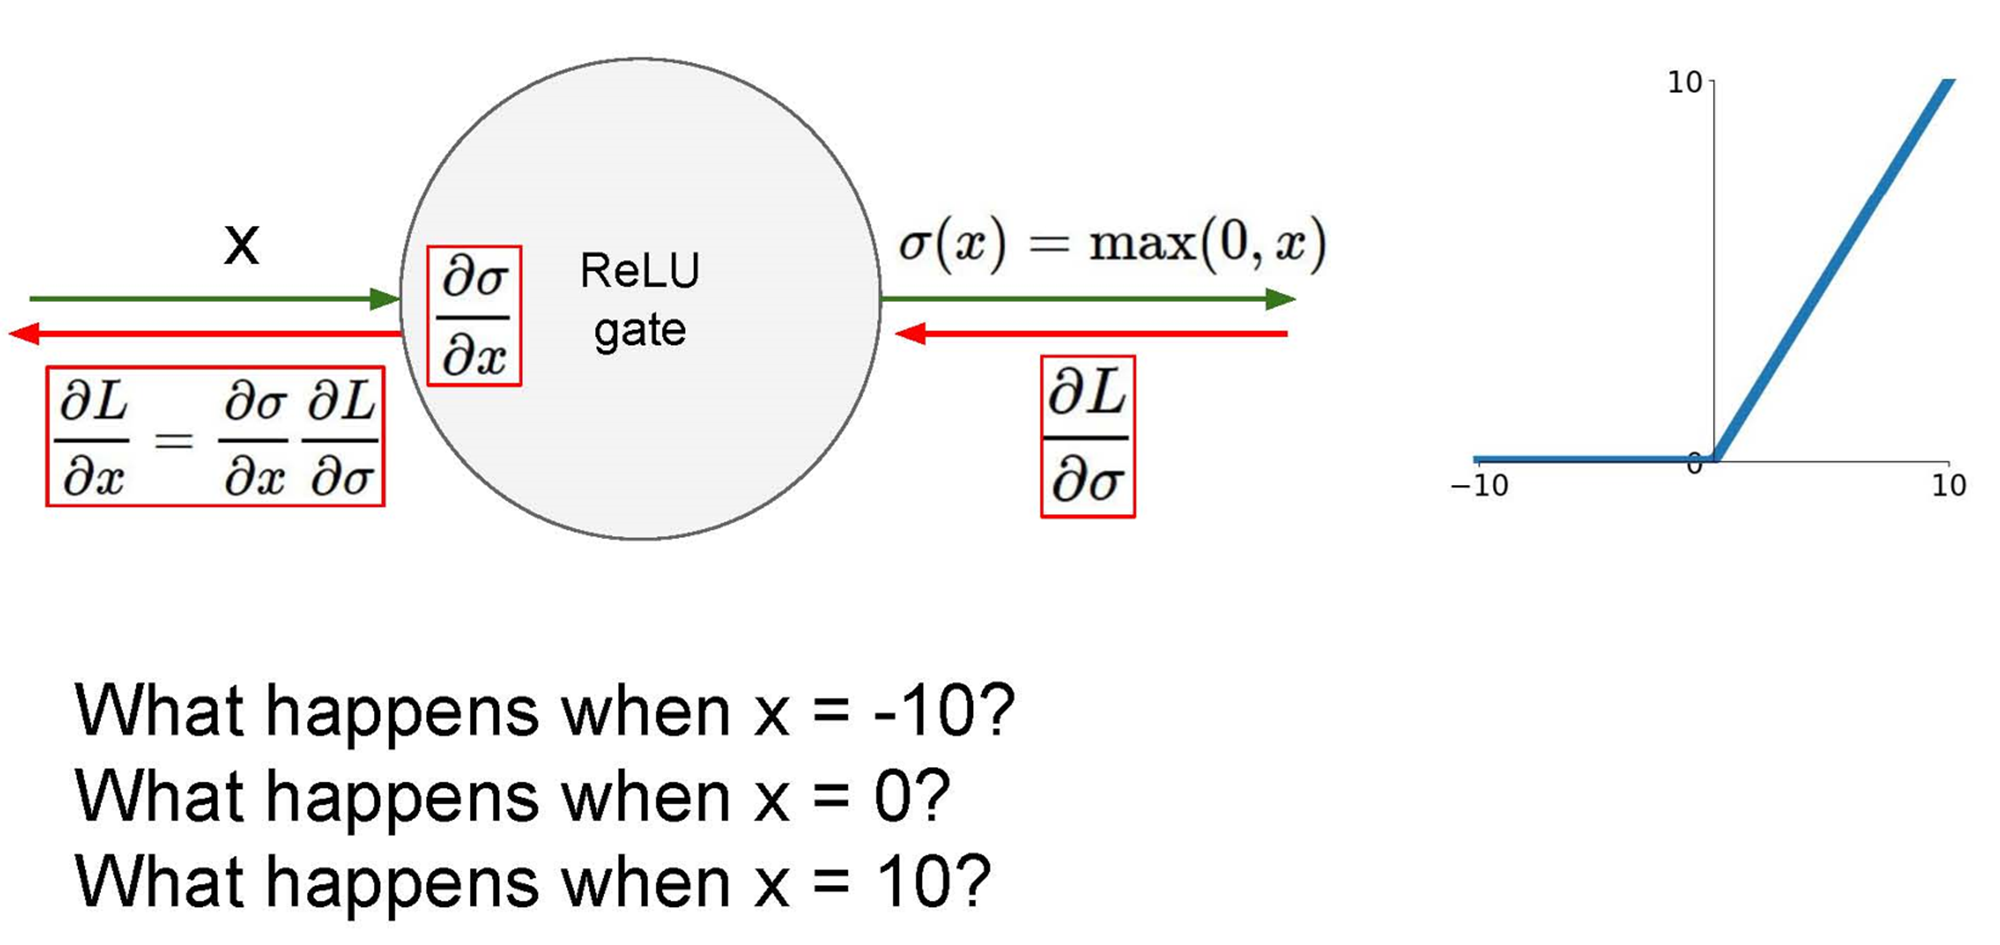 x
ReLU
gate
σ(x) = max(0, x)
∂σ/∂x
∂L/∂x = ∂σ/∂x ∂L/∂σ
∂L/∂σ
10
0
−10
10
What happens when x = -10?
What happens when x = 0?
What happens when x = 10?